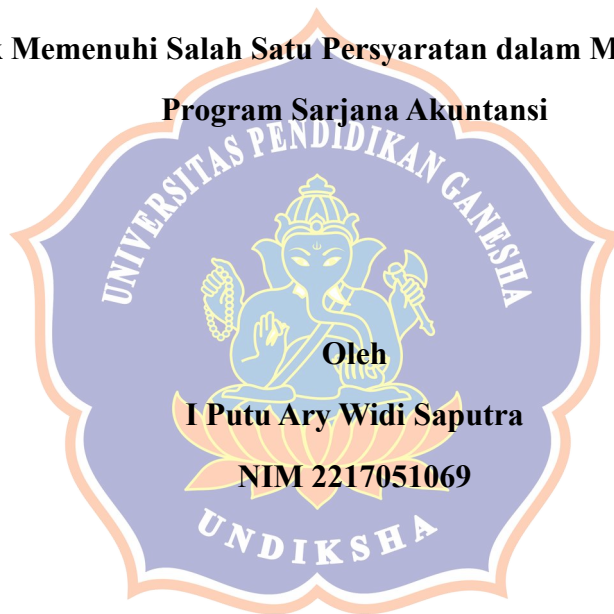 Memenuhi Salah Satu Persyaratan dalam
Program Sarjana Akuntansi
UNIVERSITAS PENDIDIKAN GANESHA
Oleh
I Putu Ary Widi Saputra
NIM 2217051069
UNDIKSHA